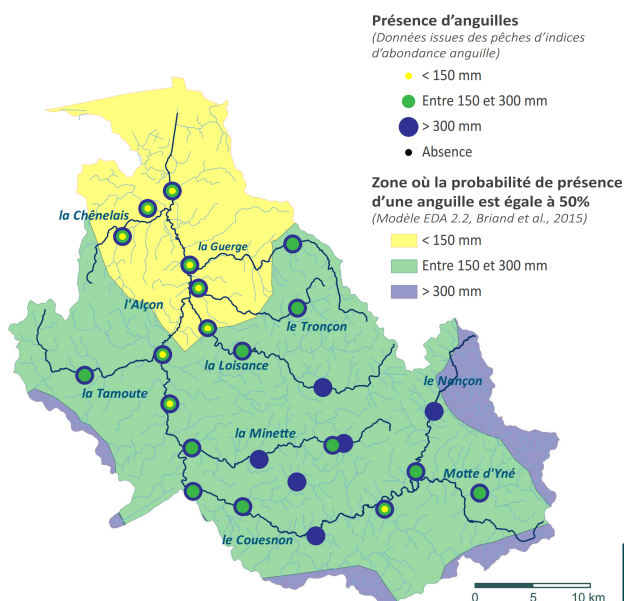 Présence d'anguilles
(Données issues des pêches d'indices
d'abondance anguille)
< 150 mm
Entre 150 et 300 mm
> 300 mm
Absence
Zone où la probabilité de présence
d'une anguille est égale à 50%
(Modèle EDA 2.2, Briand et al., 2015)
< 150 mm
Entre 150 et 300 mm
> 300 mm
la Chênelais
la Guerge
l'Alçon
le Tronçon
la Loisance
la Tamoute
le Nançon
la Minette
Motte d'Yné
le Couesnon
0 5 10 km